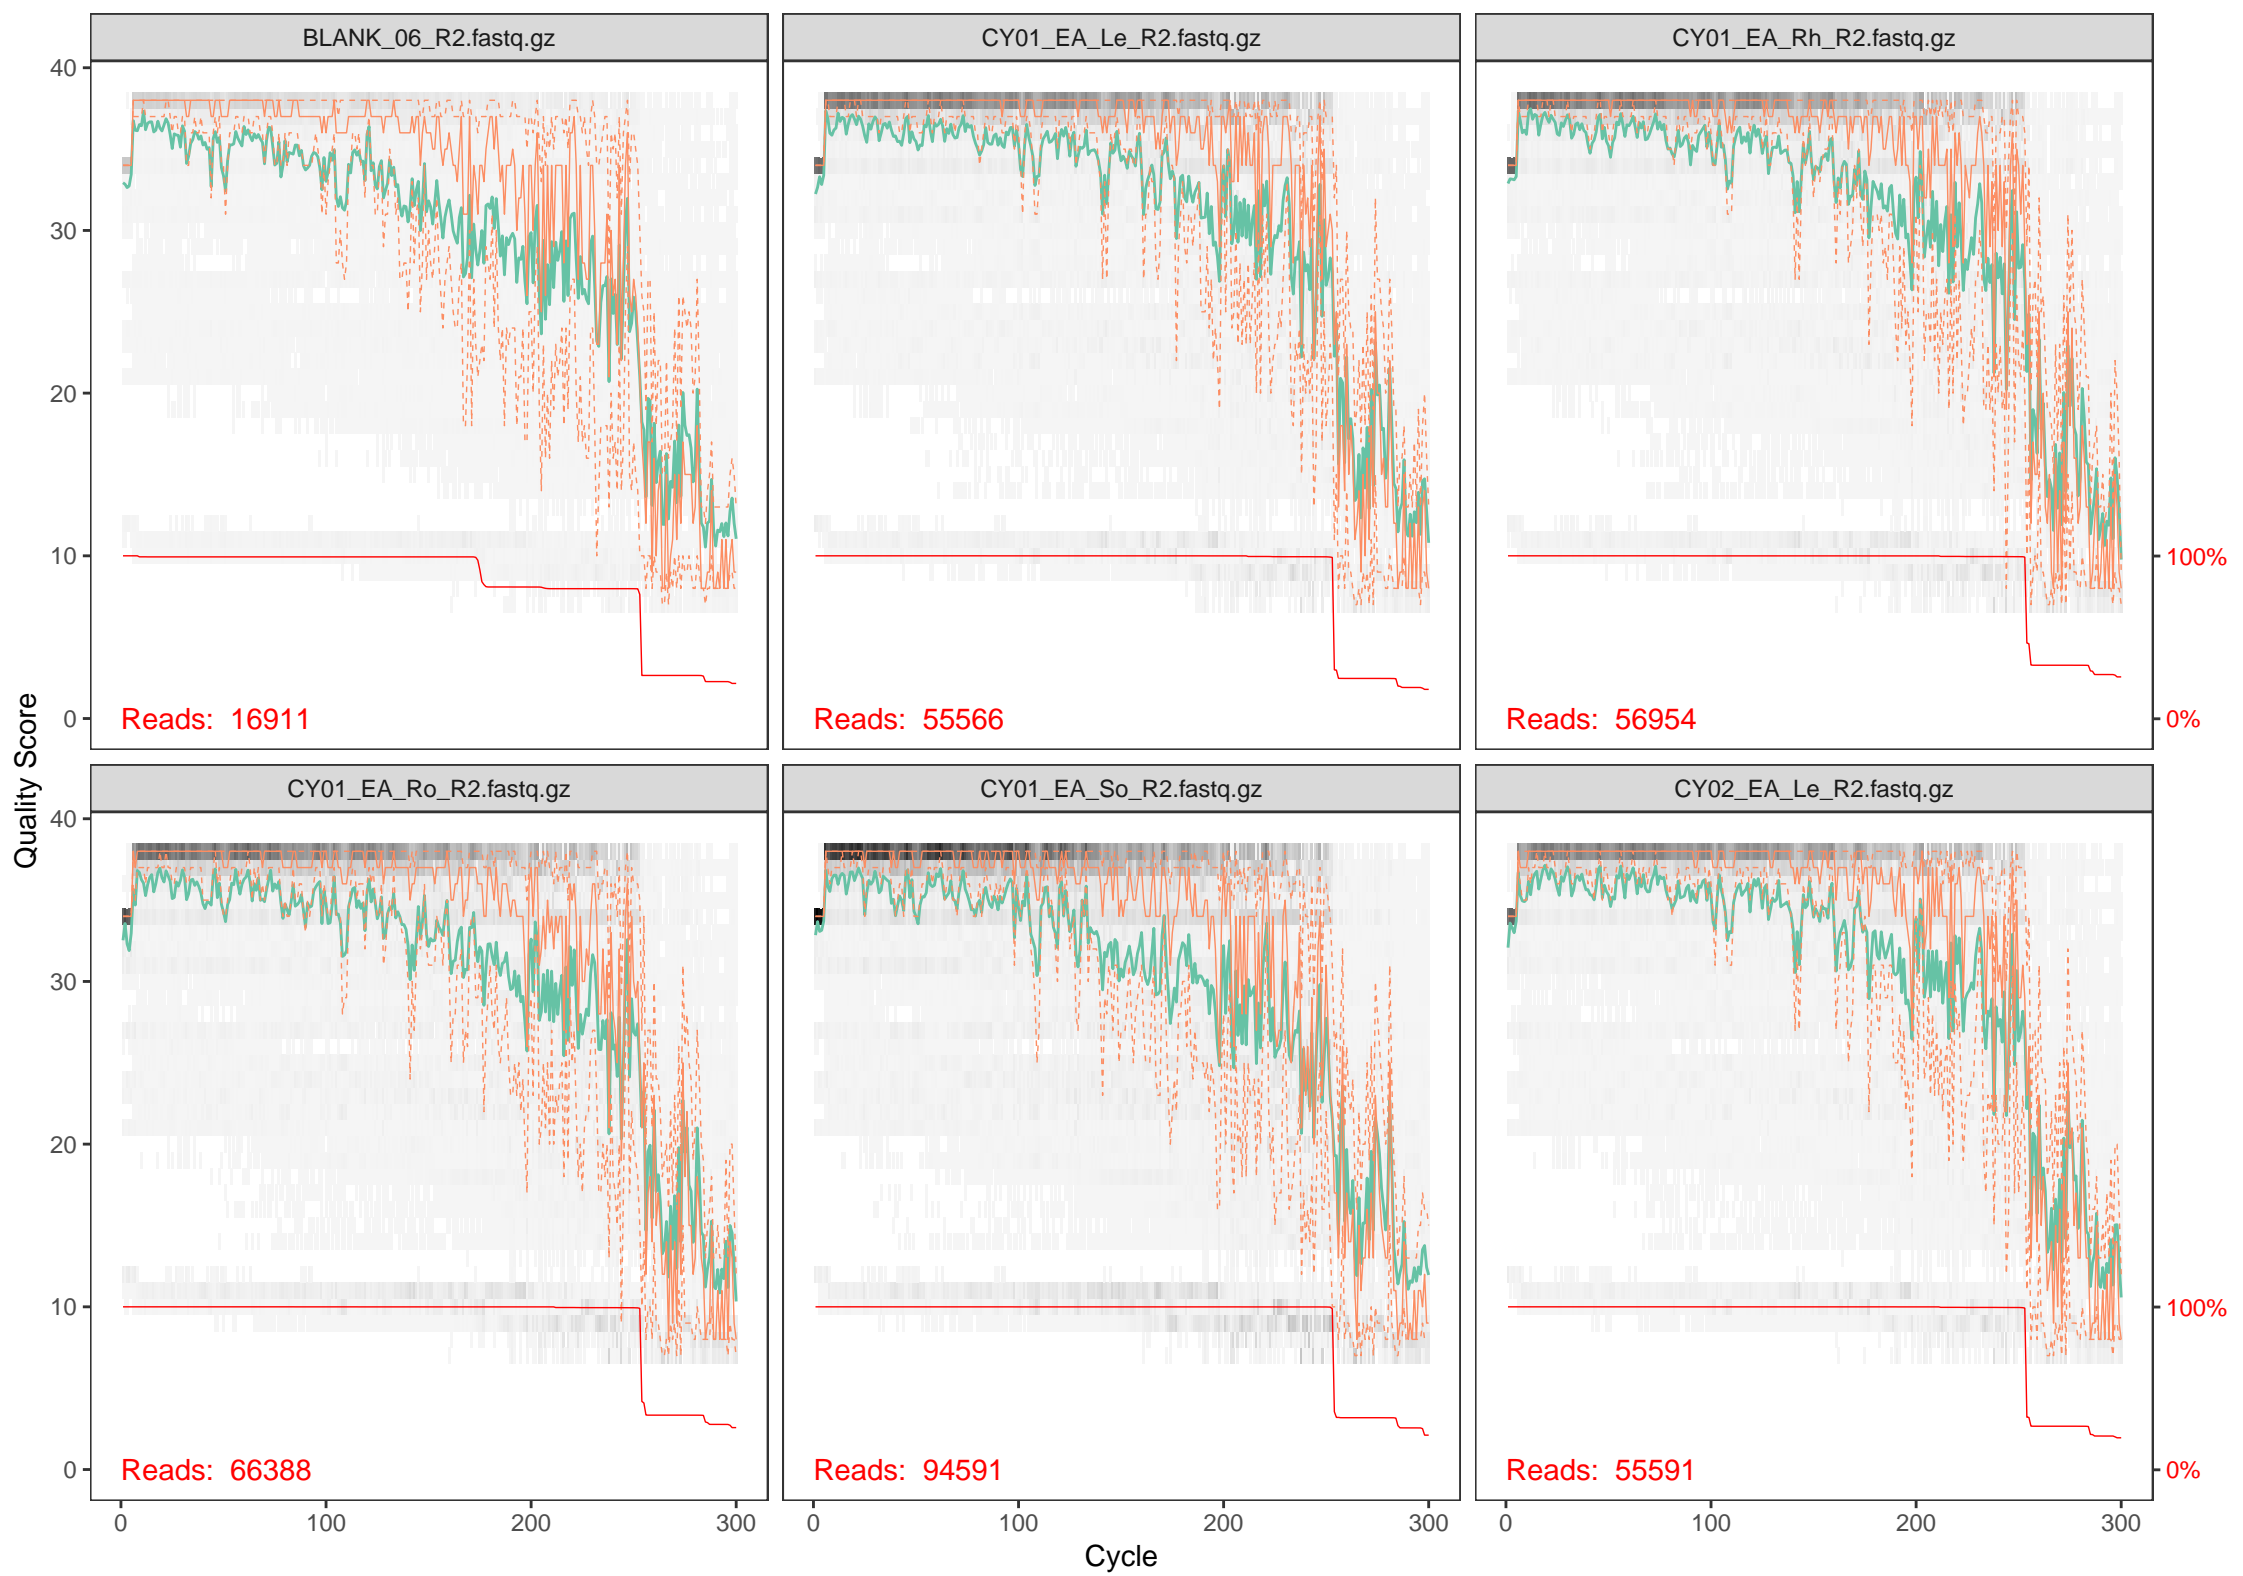 BLANK_06_R2.fastq.gz
CY01_EA_Le_R2.fastq.gz
CY01_EA_Rh_R2.fastq.gz
40
30
20
10
0
100%
0%
Reads: 16911
Reads: 55566
Reads: 56954
Quality Score
CY01_EA_Ro_R2.fastq.gz
CY01_EA_So_R2.fastq.gz
CY02_EA_Le_R2.fastq.gz
40
30
20
10
0
100%
0%
Reads: 66388
Reads: 94591
Reads: 55591
0 100 200 300
0 100 200 300
0 100 200 300
Cycle